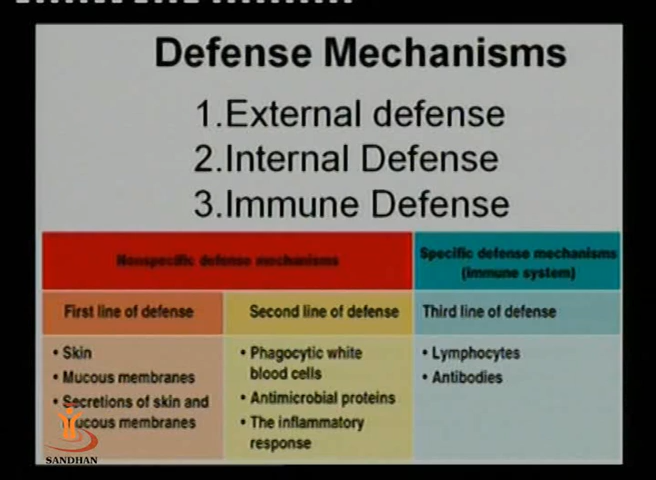 Defense Mechanisms
1.External defense
2.Internal Defense
3.Immune Defense
Nonspecific defense mechanisms
Specific defense mechanisms
(immune system)
First line of defense
Second line of defense
Third line of defense
• Skin
• Mucous membranes
• Secretions of skin and
mucous membranes
• Phagocytic white
blood cells
• Antimicrobial proteins
• The inflammatory
response
• Lymphocytes
• Antibodies
SANDHAN